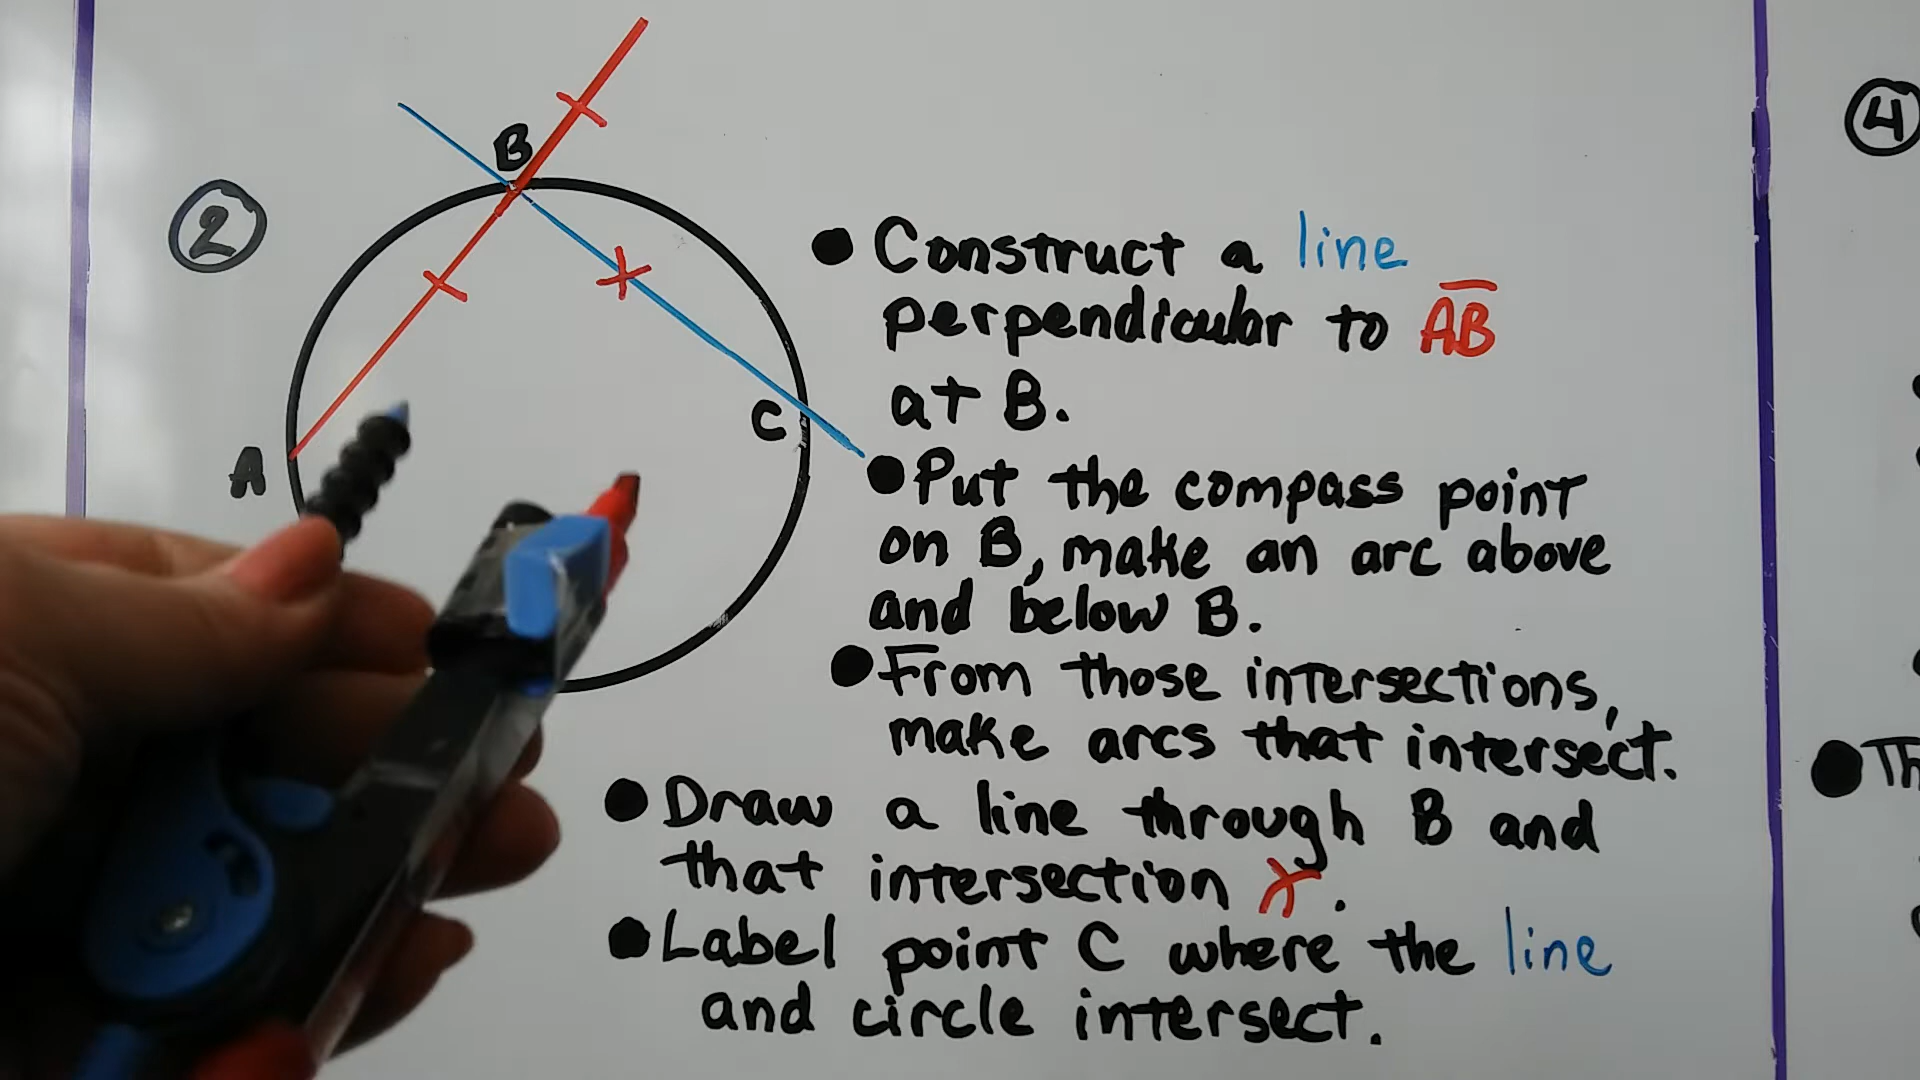 2
B
A
C
● Construct a line
perpendicular to AB
at B.
● Put the compass point
on B, make an arc above
and below B.
● From those intersections,
make arcs that intersect.
● Draw a line through B and
that intersection X.
● Label point C where the line
and circle intersect.
4
● Th